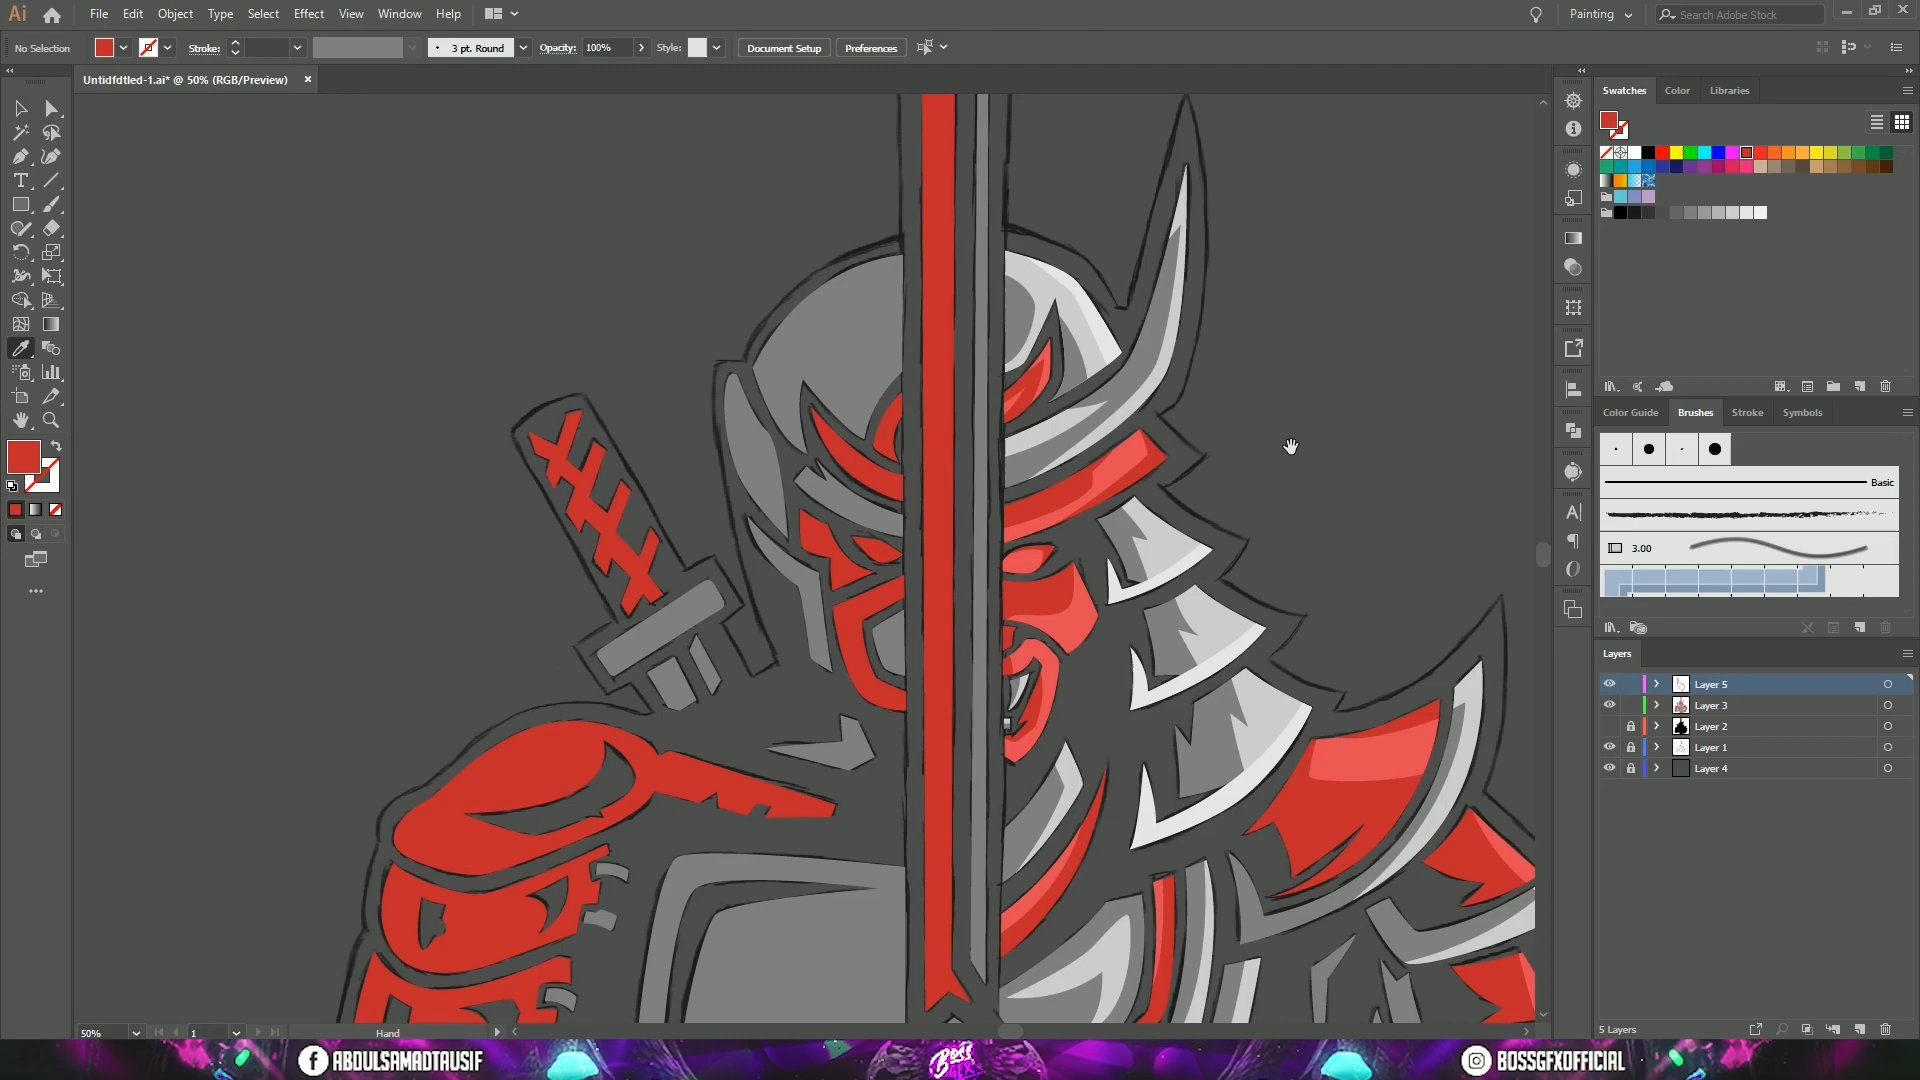 Ai File Edit Object Type Select Effect View Window Help Painting Search Adobe Stock
No Selection Stroke: 3 pt. Round Opacity: 100% Style: Document Setup Preferences
Untidfdtled-1.ai* @ 50% (RGB/Preview)
Swatches Color Libraries
Color Guide Brushes Stroke Symbols
Basic
3.00
Layers
Layer 5
Layer 3
Layer 2
Layer 1
Layer 4
5 Layers
50% 1 Hand
ABDULSAMADTAUSIF BOSS GFX BOSSGFXOFFICIAL